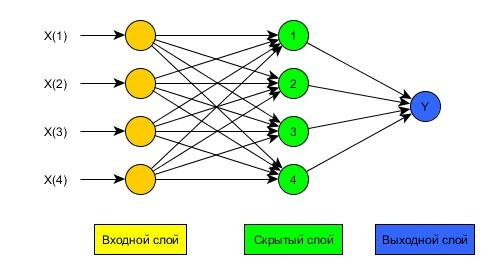 X(1)
1
X(2)
2
Y
X(3)
3
X(4)
4
Входной слой
Скрытый слой
Выходной слой